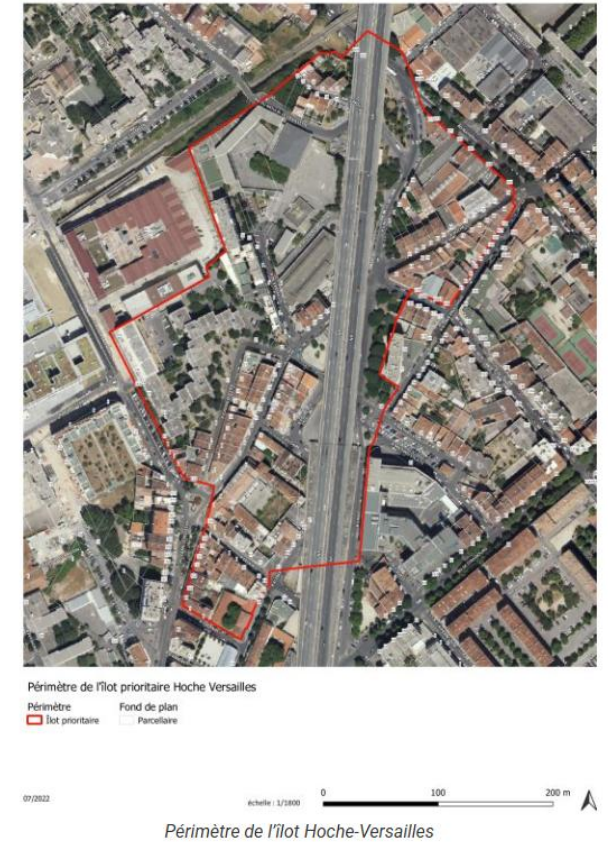 Périmètre de l'îlot prioritaire Hoche Versailles
Périmètre Fond de plan
Îlot prioritaire Parcellaire
07/2022 échelle : 1/1800 0 100 200 m
Périmètre de l'îlot Hoche-Versailles